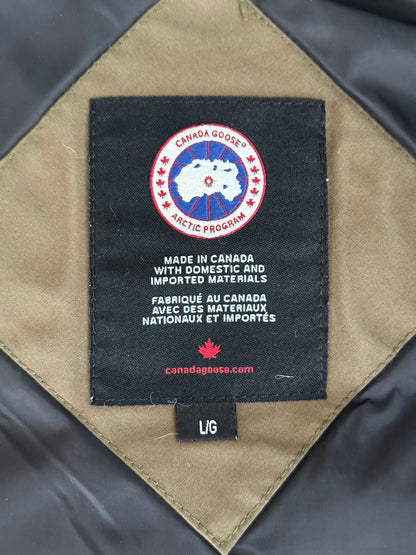 CANADA GOOSE®
ARCTIC PROGRAM
MADE IN CANADA
WITH DOMESTIC AND
IMPORTED MATERIALS
FABRIQUÉ AU CANADA
AVEC DES MATERIAUX
NATIONAUX ET IMPORTÉS
canadagoose.com
L/G